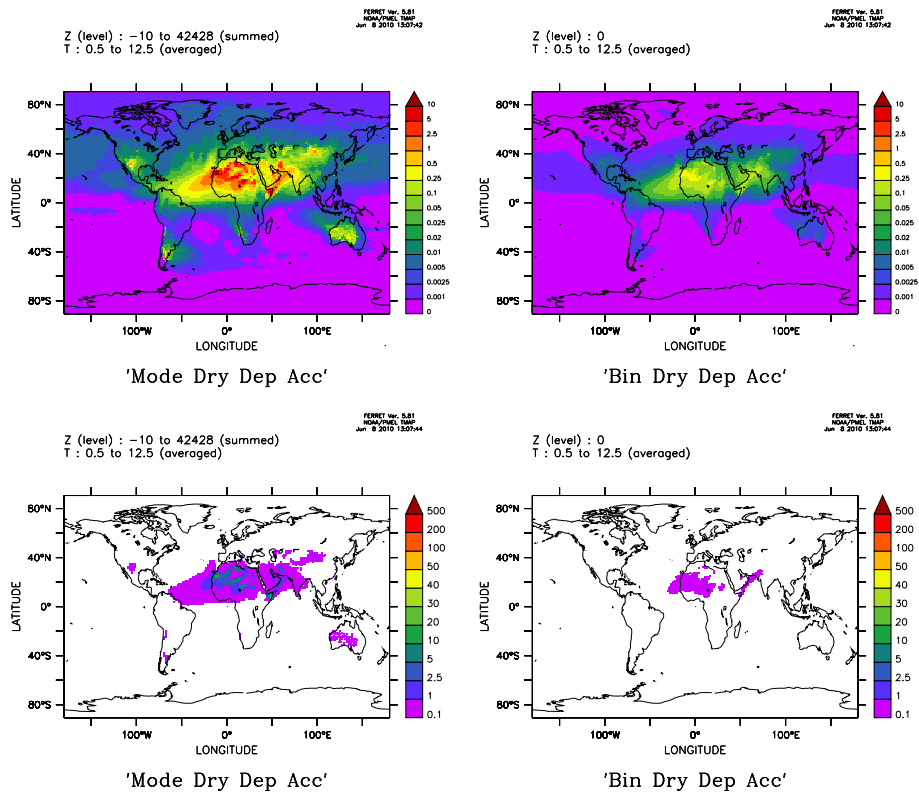 FERRET Ver. 5.81
NOAA/PMEL TMAP
Jun 8 2010 13:07:42
Z (level) : -10 to 42428 (summed)
T : 0.5 to 12.5 (averaged)
80°N
40°N
0°
40°S
80°S
LATITUDE
100°W 0° 100°E
LONGITUDE
10
5
2.5
1
0.5
0.25
0.1
0.05
0.025
0.02
0.01
0.005
0.0025
0.001
0
'Mode Dry Dep Acc'
FERRET Ver. 5.81
NOAA/PMEL TMAP
Jun 8 2010 13:07:42
Z (level) : 0
T : 0.5 to 12.5 (averaged)
80°N
40°N
0°
40°S
80°S
LATITUDE
100°W 0° 100°E
LONGITUDE
10
5
2.5
1
0.5
0.25
0.1
0.05
0.025
0.02
0.01
0.005
0.0025
0.001
0
'Bin Dry Dep Acc'
FERRET Ver. 5.81
NOAA/PMEL TMAP
Jun 8 2010 13:07:44
Z (level) : -10 to 42428 (summed)
T : 0.5 to 12.5 (averaged)
80°N
40°N
0°
40°S
80°S
LATITUDE
100°W 0° 100°E
LONGITUDE
500
200
100
50
40
30
20
10
5
2.5
1
0.1
'Mode Dry Dep Acc'
FERRET Ver. 5.81
NOAA/PMEL TMAP
Jun 8 2010 13:07:44
Z (level) : 0
T : 0.5 to 12.5 (averaged)
80°N
40°N
0°
40°S
80°S
LATITUDE
100°W 0° 100°E
LONGITUDE
500
200
100
50
40
30
20
10
5
2.5
1
0.1
'Bin Dry Dep Acc'